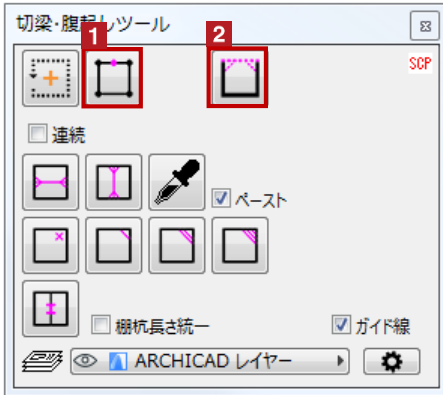 切梁・腹起しツール
1
2
SCP
連続
ペースト
棚杭長さ統一
ガイド線
ARCHICAD レイヤー